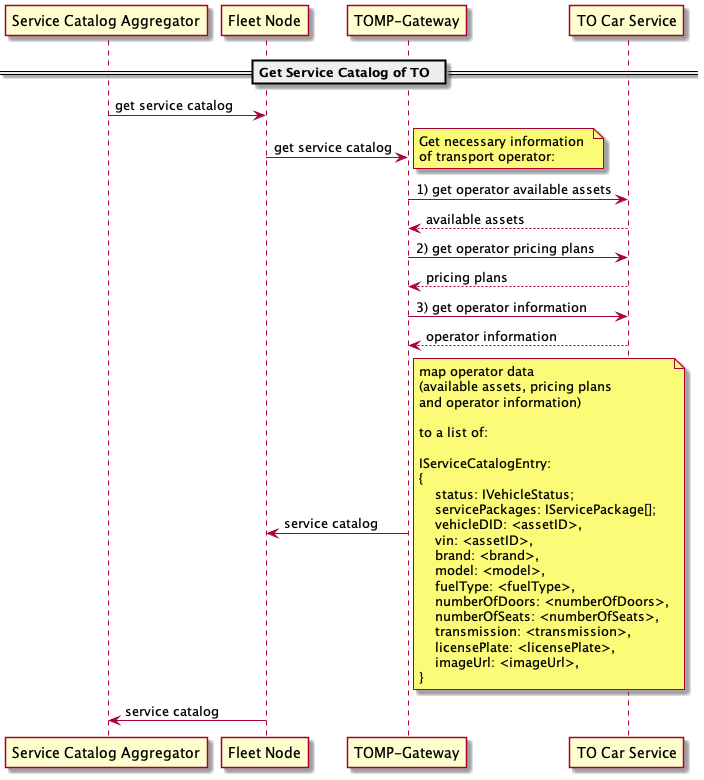 Service Catalog Aggregator
Fleet Node
TOMP-Gateway
TO Car Service
Get Service Catalog of TO
get service catalog
get service catalog
Get necessary information
of transport operator:
1) get operator available assets
available assets
2) get operator pricing plans
pricing plans
3) get operator information
operator information
map operator data
(available assets, pricing plans
and operator information)
to a list of:
IServiceCatalogEntry:
{
status: IVehicleStatus;
servicePackages: IServicePackage[];
vehicleDID: <assetID>,
vin: <assetID>,
brand: <brand>,
model: <model>,
fuelType: <fuelType>,
numberOfDoors: <numberOfDoors>,
numberOfSeats: <numberOfSeats>,
transmission: <transmission>,
licensePlate: <licensePlate>,
imageUrl: <imageUrl>,
}
service catalog
service catalog
Service Catalog Aggregator
Fleet Node
TOMP-Gateway
TO Car Service